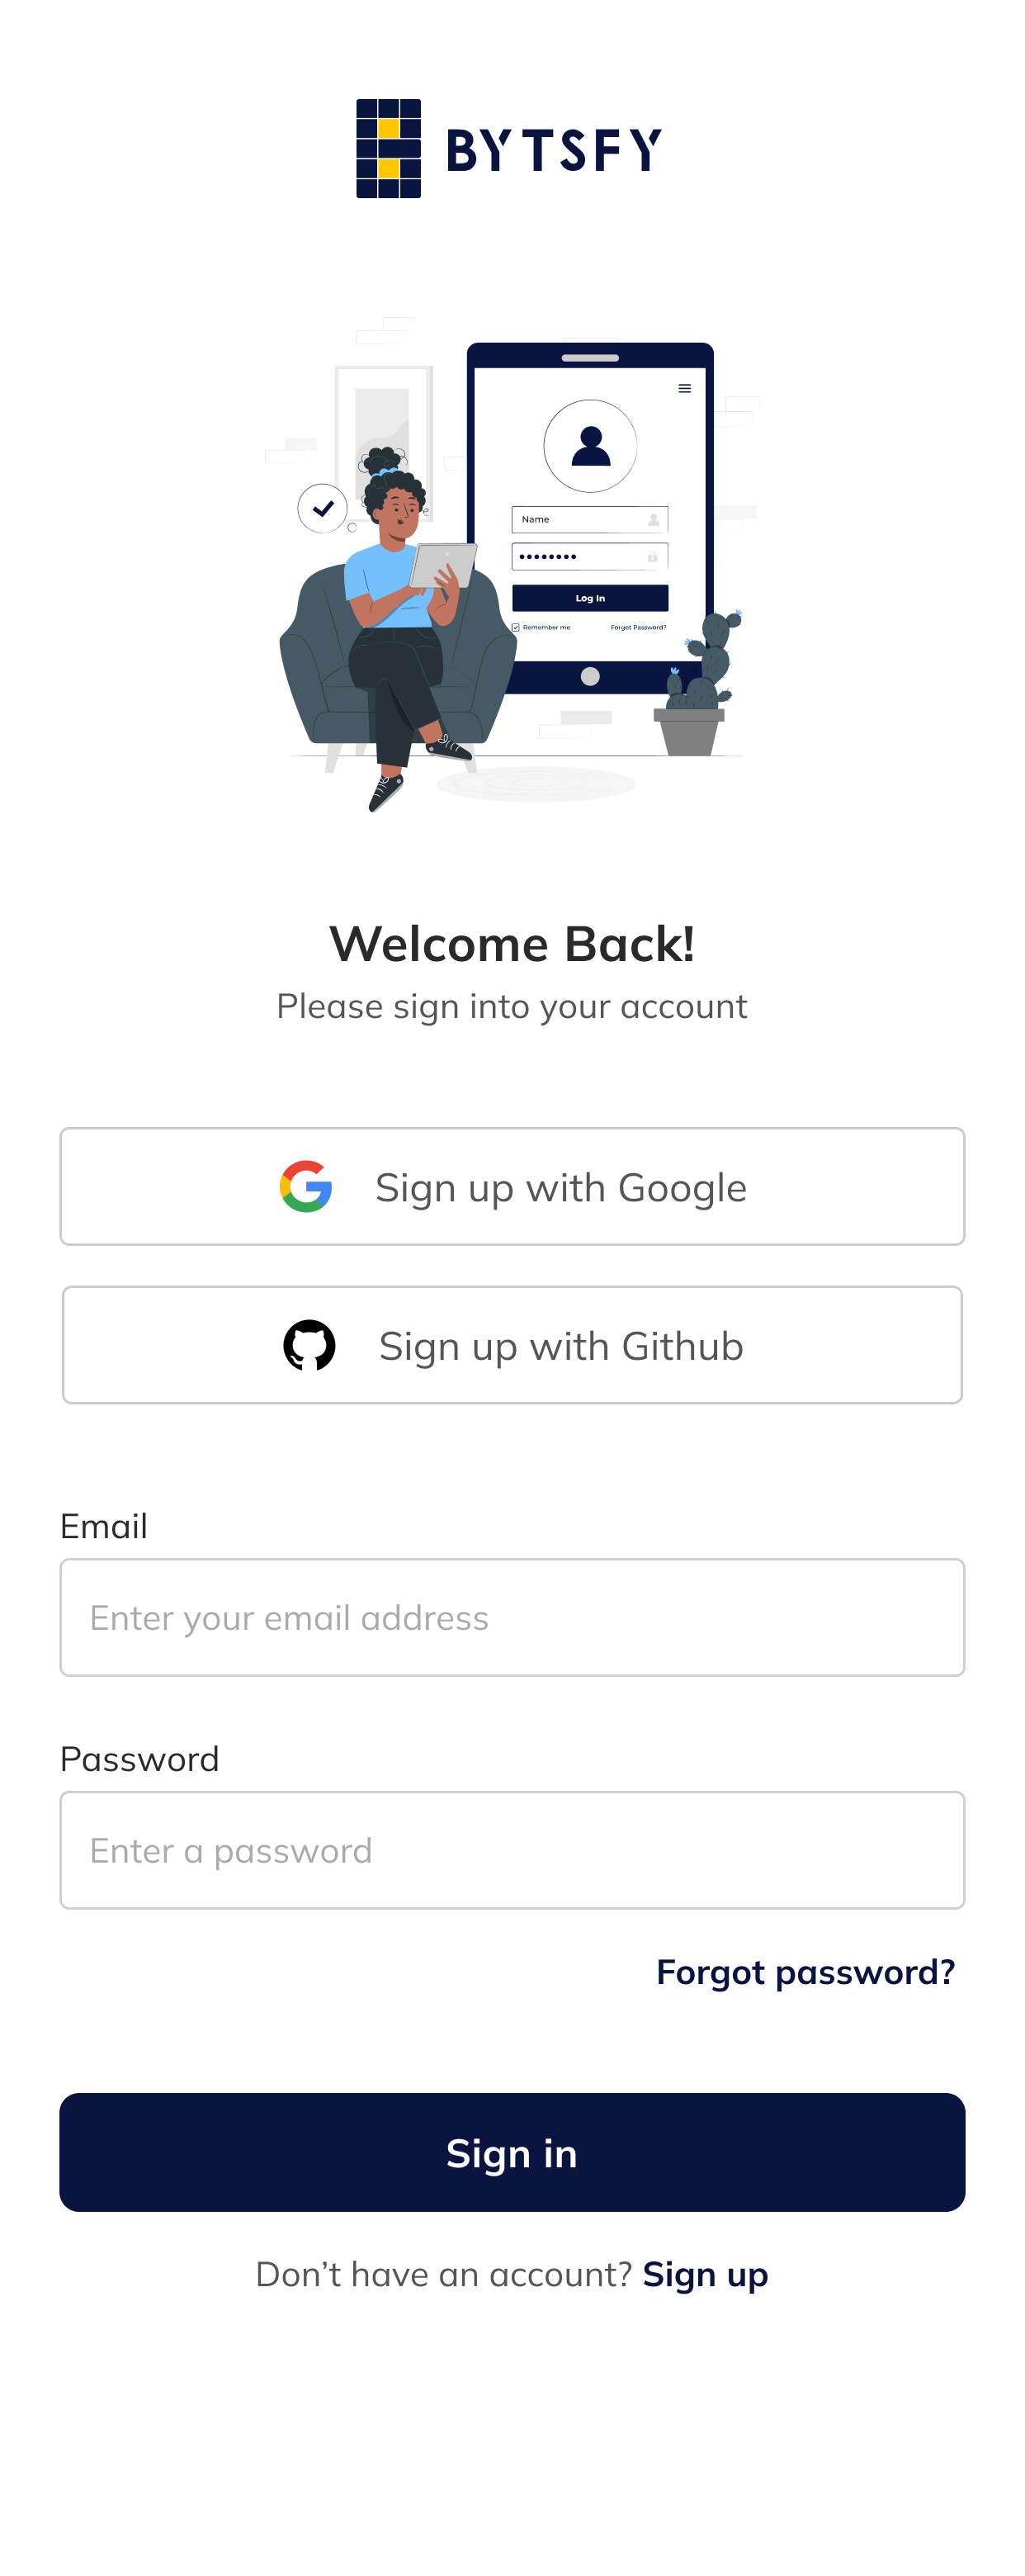 BYTSFY
Name
Log In
Remember me Forgot Password?
Welcome Back!
Please sign into your account
Sign up with Google
Sign up with Github
Email
Enter your email address
Password
Enter a password
Forgot password?
Sign in
Don’t have an account? Sign up